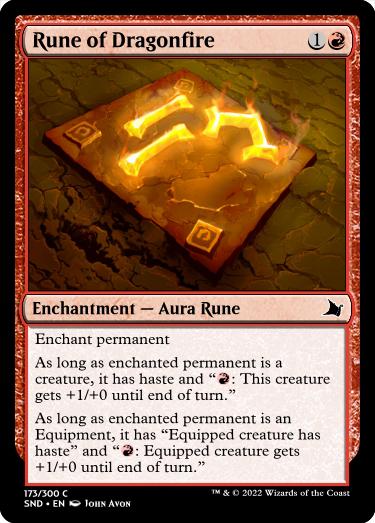 Rune of Dragonfire 1
Enchantment — Aura Rune
Enchant permanent
As long as enchanted permanent is a
creature, it has haste and “: This creature
gets +1/+0 until end of turn.”
As long as enchanted permanent is an
Equipment, it has “Equipped creature has
haste” and “: Equipped creature gets
+1/+0 until end of turn.”
173/300 C
SND • EN John Avon
™ & © 2022 Wizards of the Coast